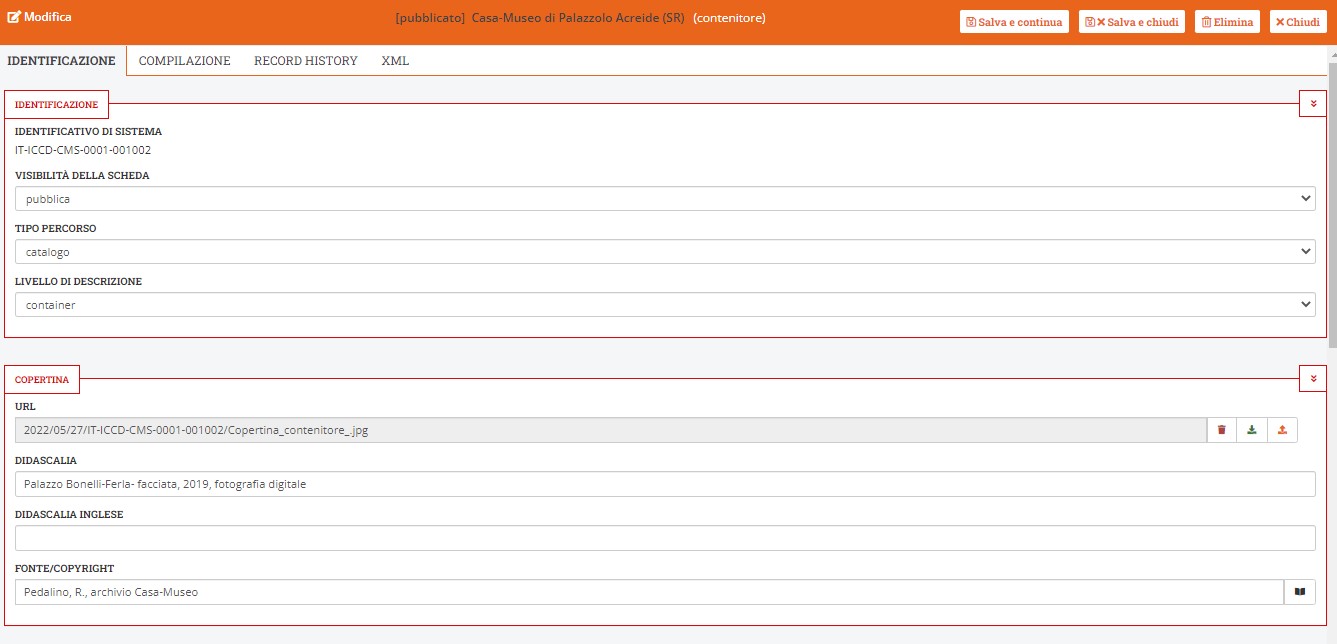 Modifica
[pubblicato] Casa-Museo di Palazzolo Acreide (SR) (contenitore)
Salva e continua
Salva e chiudi
Elimina
Chiudi
IDENTIFICAZIONE
COMPILAZIONE
RECORD HISTORY
XML
IDENTIFICAZIONE
IDENTIFICATIVO DI SISTEMA
IT-ICCD-CMS-0001-001002
VISIBILITÀ DELLA SCHEDA
pubblica
TIPO PERCORSO
catalogo
LIVELLO DI DESCRIZIONE
container
COPERTINA
URL
2022/05/27/IT-ICCD-CMS-0001-001002/Copertina_contenitore_.jpg
DIDASCALIA
Palazzo Bonelli-Ferla- facciata, 2019, fotografia digitale
DIDASCALIA INGLESE
FONTE/COPYRIGHT
Pedalino, R., archivio Casa-Museo